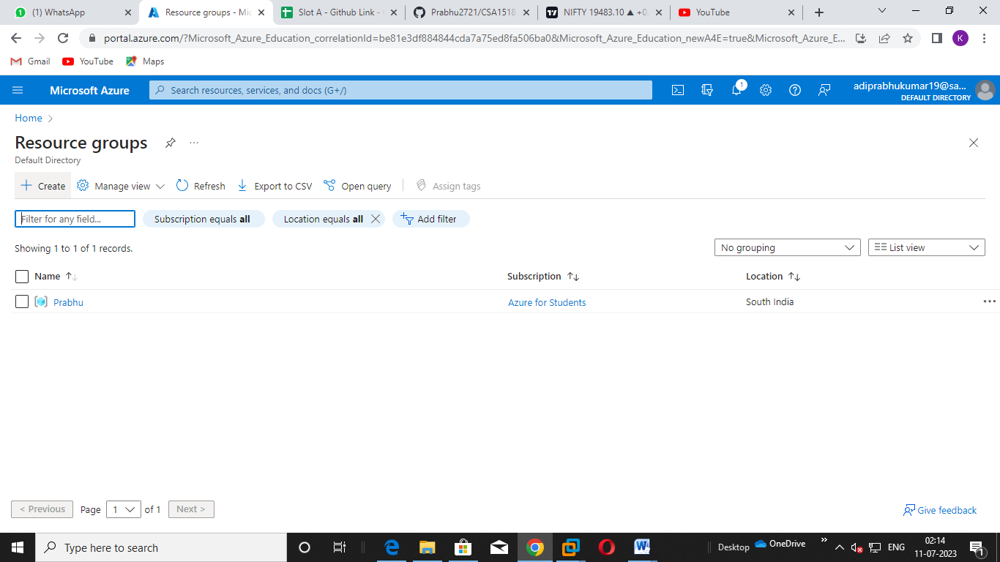 (1) WhatsApp
Resource groups - Mic
Slot A - Github Link -
Prabhu2721/CSA1518
NIFTY 19483.10 ▲ +0.
YouTube
portal.azure.com/?Microsoft_Azure_Education_correlationId=be81e3df884844cda7a75ed8fa506ba0&Microsoft_Azure_Education_newA4E=true&Microsoft_Azure_E...
K
Gmail YouTube Maps
Microsoft Azure
Search resources, services, and docs (G+/)
1
adiprabhukumar19@sa...
DEFAULT DIRECTORY
Home >
Resource groups ...
Default Directory
+ Create Manage view Refresh Export to CSV Open query Assign tags
Filter for any field... Subscription equals all Location equals all Add filter
Showing 1 to 1 of 1 records.
No grouping List view
Name ↑↓ Subscription ↑↓ Location ↑↓
Prabhu Azure for Students South India ...
< Previous Page 1 of 1 Next >
Give feedback
Type here to search
Desktop OneDrive
ENG
02:14
11-07-2023
1